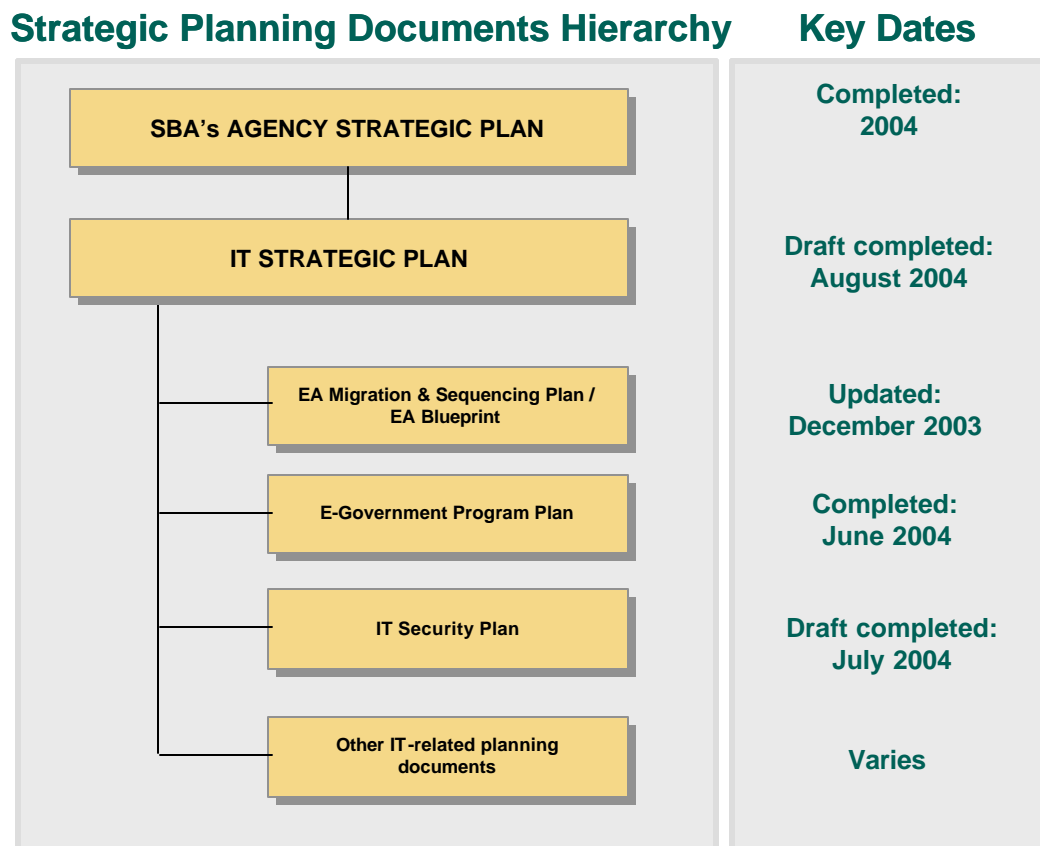 Strategic Planning Documents Hierarchy
Key Dates
SBA's AGENCY STRATEGIC PLAN
Completed:
2004
IT STRATEGIC PLAN
Draft completed:
August 2004
EA Migration & Sequencing Plan /
EA Blueprint
Updated:
December 2003
E-Government Program Plan
Completed:
June 2004
IT Security Plan
Draft completed:
July 2004
Other IT-related planning
documents
Varies